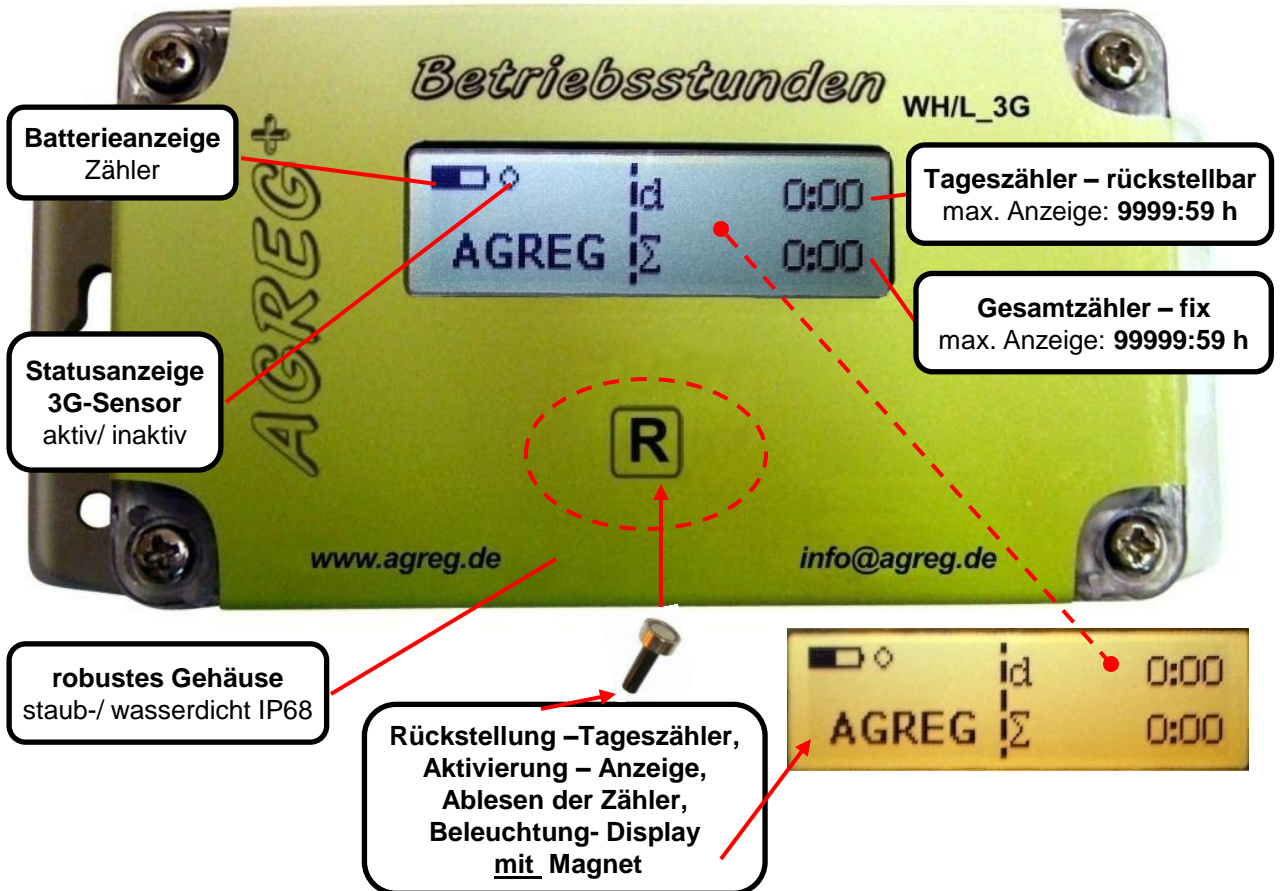 Betriebsstunden
WH/L_3G
AGREG+
Batterieanzeige
Zähler
id 0:00
AGREG Σ 0:00
Tageszähler – rückstellbar
max. Anzeige: 9999:59 h
Gesamtzähler – fix
max. Anzeige: 99999:59 h
Statusanzeige
3G-Sensor
aktiv/ inaktiv
R
www.agreg.de
info@agreg.de
robustes Gehäuse
staub-/ wasserdicht IP68
Rückstellung –Tageszähler,
Aktivierung – Anzeige,
Ablesen der Zähler,
Beleuchtung- Display
mit Magnet
id 0:00
AGREG Σ 0:00